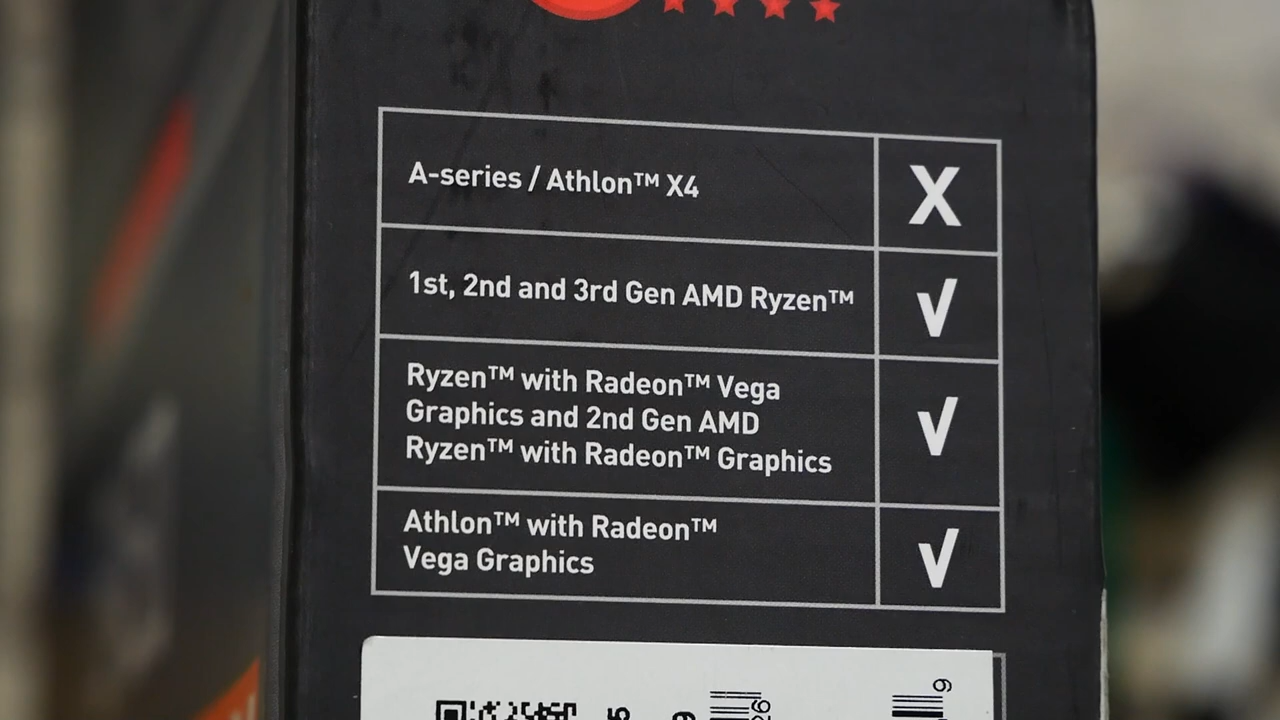 A-series / Athlon™ X4
X
1st, 2nd and 3rd Gen AMD Ryzen™
√
Ryzen™ with Radeon™ Vega
Graphics and 2nd Gen AMD
Ryzen™ with Radeon™ Graphics
√
Athlon™ with Radeon™
Vega Graphics
√
9